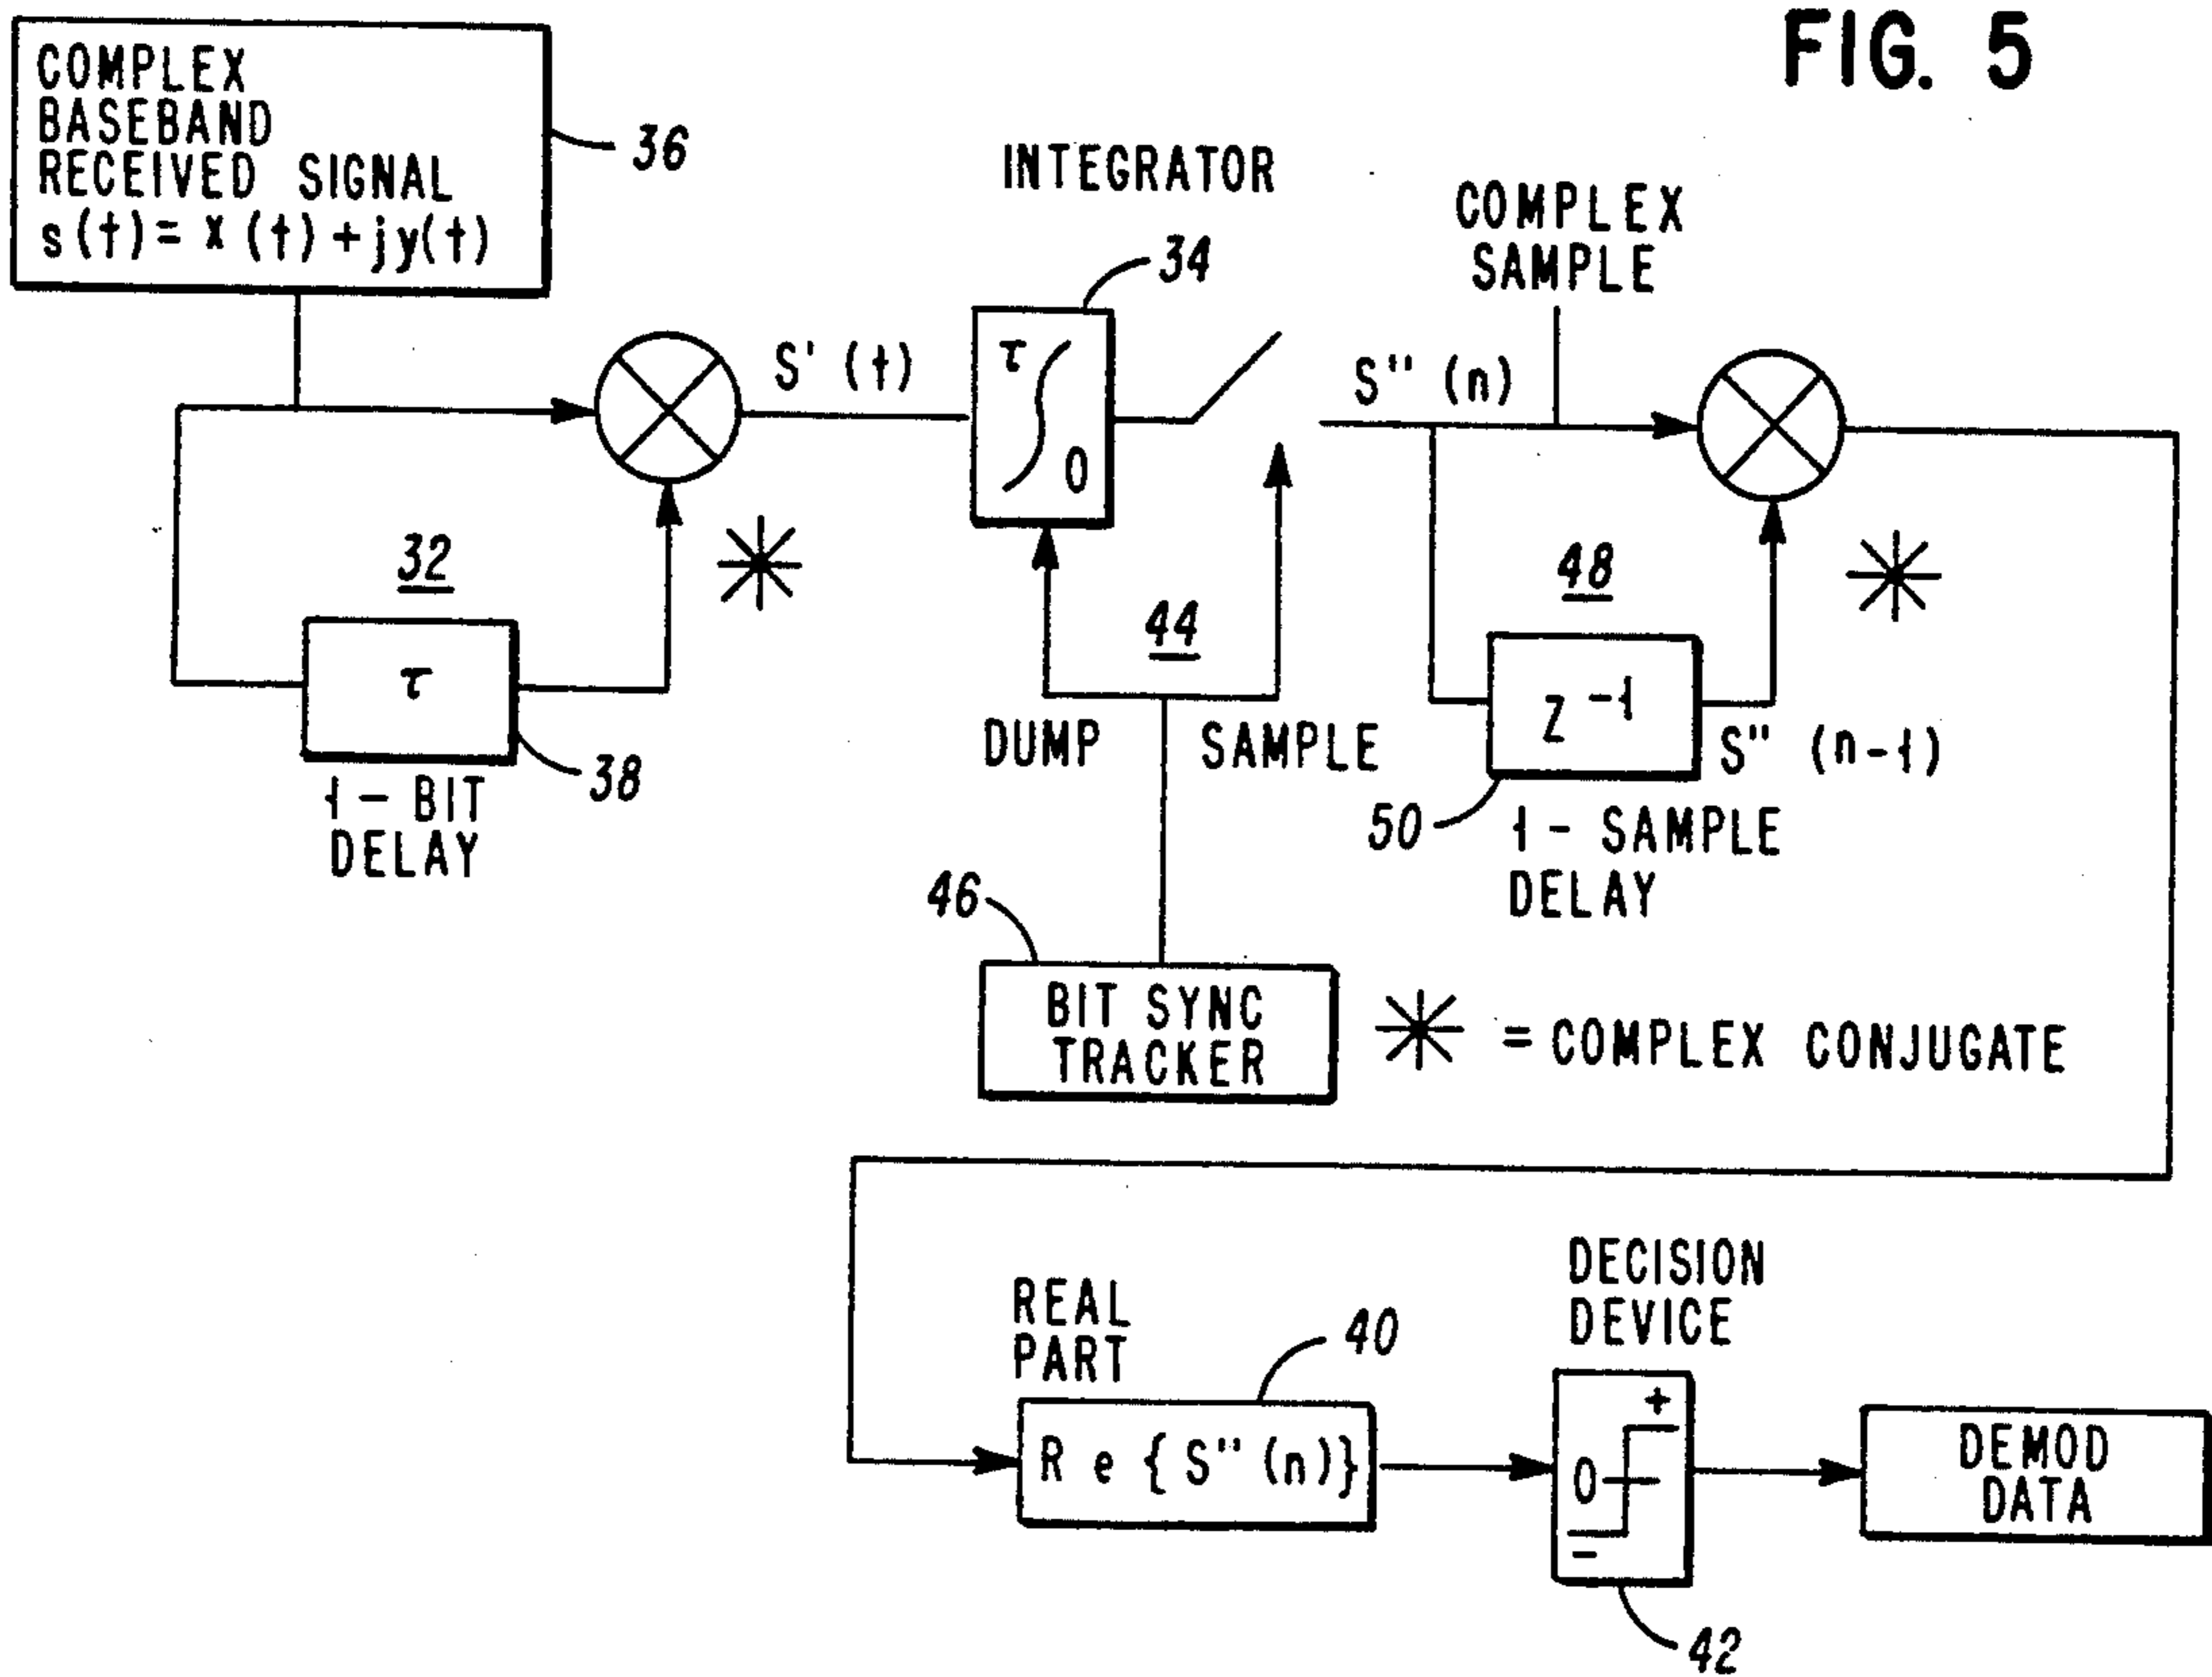 FIG. 5
COMPLEX
BASEBAND
RECEIVED SIGNAL
s(t) = x(t) + jy(t)
36
INTEGRATOR
34
COMPLEX
SAMPLE
S' (t)
τ
0
S'' (n)
32
τ
38
1 - BIT
DELAY
44
DUMP
SAMPLE
48
Z -1
S'' (n-1)
50
1 - SAMPLE
DELAY
46
BIT SYNC
TRACKER
= COMPLEX CONJUGATE
REAL
PART
40
Re{S''(n)}
DECISION
DEVICE
+
0
-
42
DEMOD
DATA